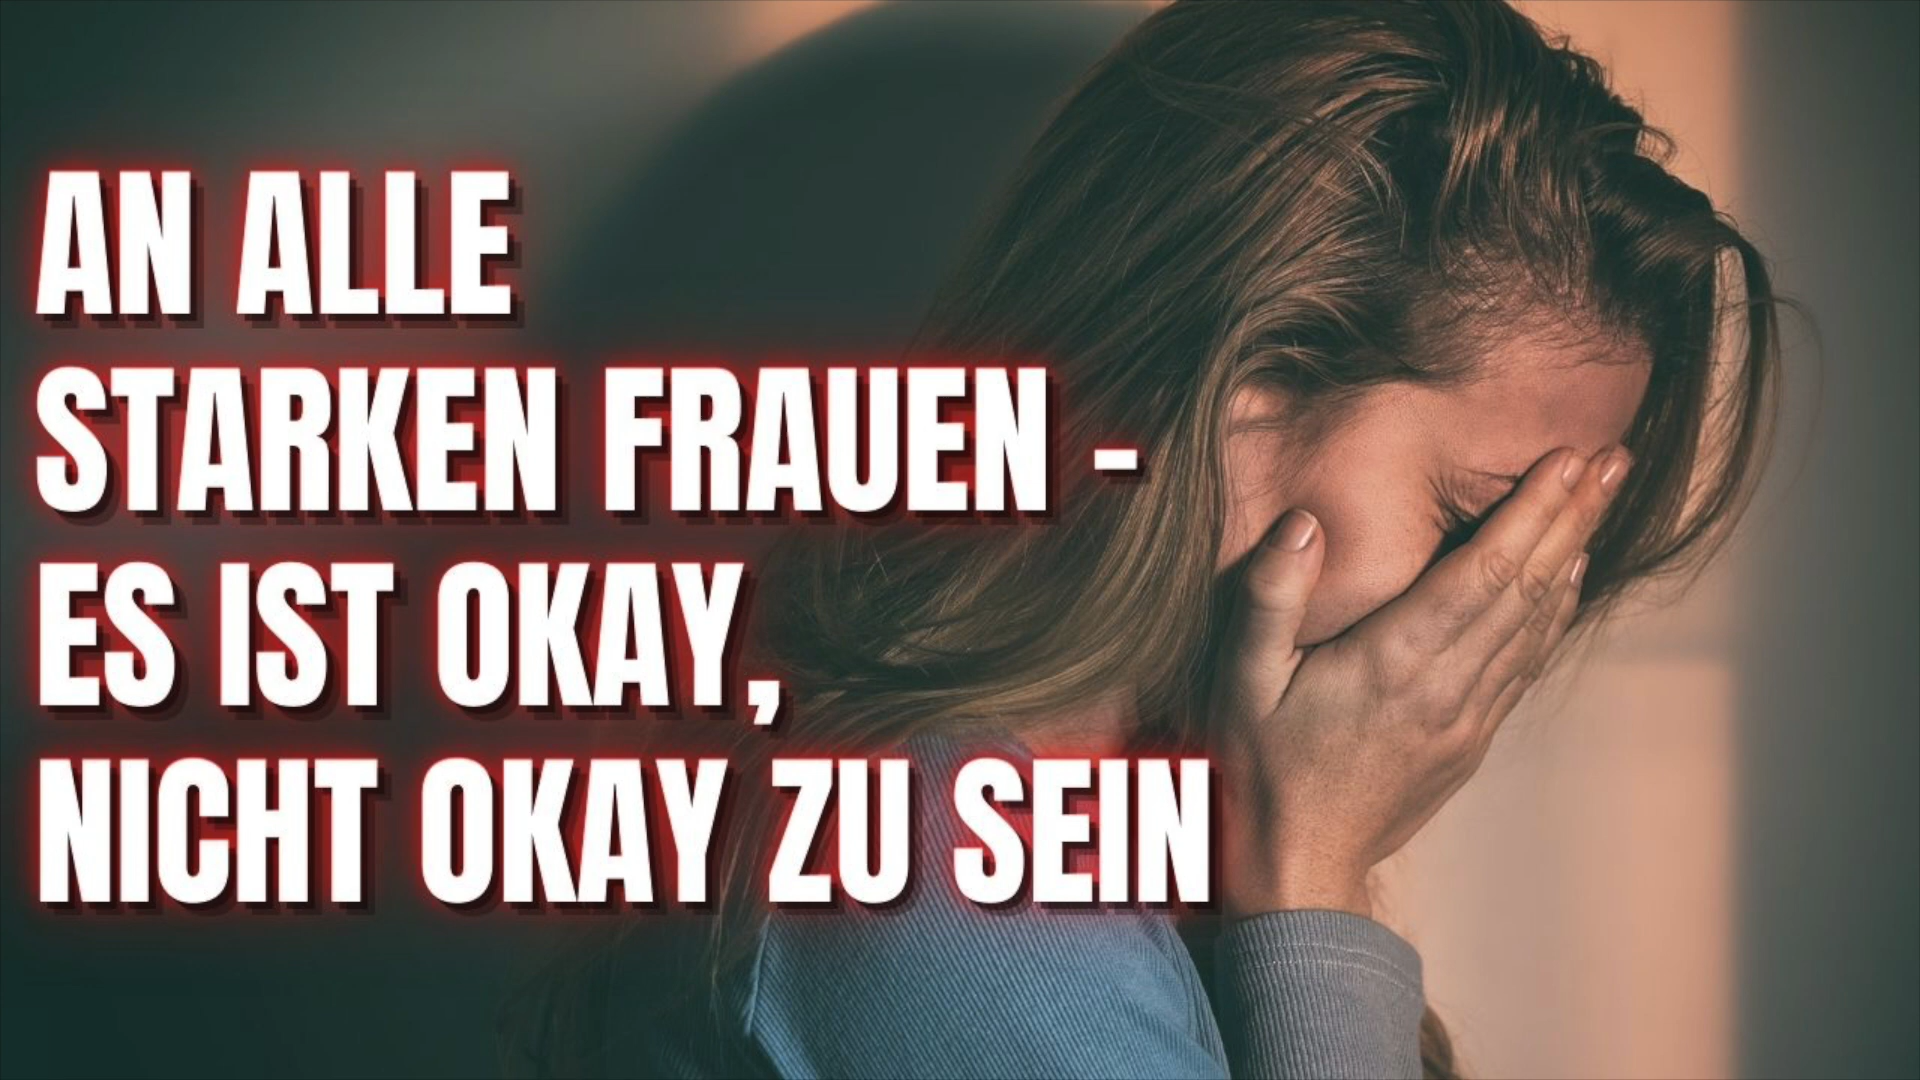 AN ALLE
STARKEN FRAUEN -
ES IST OKAY,
NICHT OKAY ZU SEIN